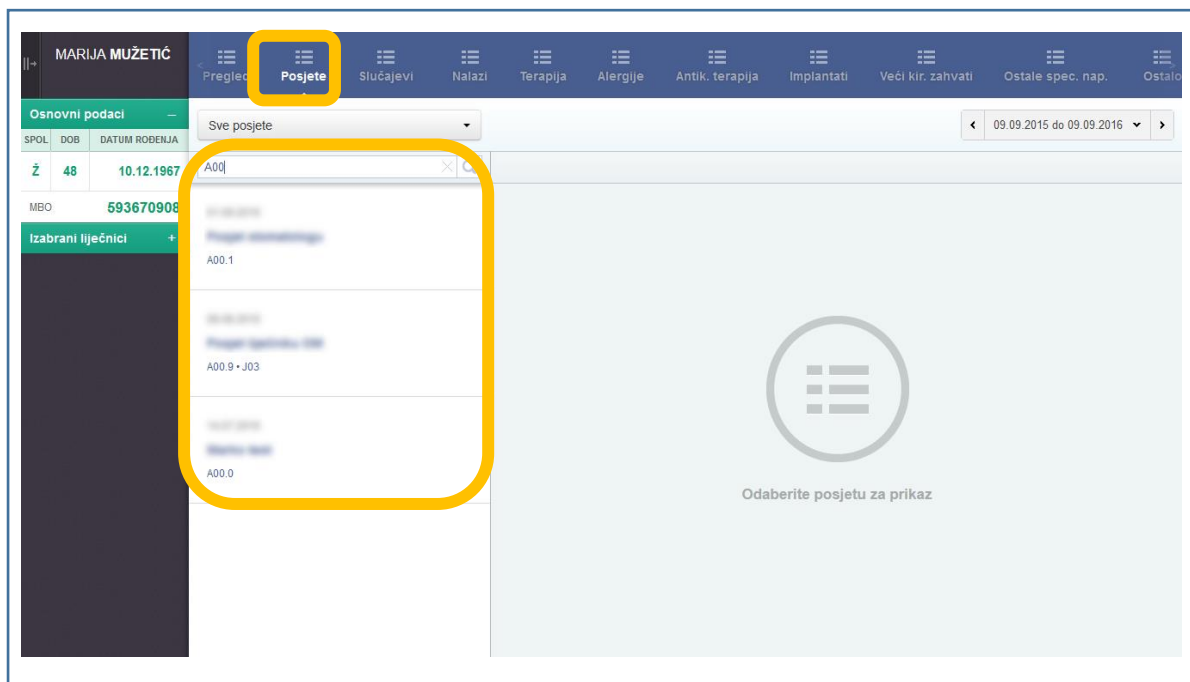 MARIJA MUŽETIĆ
Pregled Posjete Slučajevi Nalazi Terapija Alergije Antik. terapija Implantati Veći kir. zahvati Ostale spec. nap. Ostalo
Osnovni podaci –
SPOL DOB DATUM ROĐENJA
Ž 48 10.12.1967
MBO 593670908
Izabrani liječnici +
Sve posjete
09.09.2015 do 09.09.2016
A00
A00.1
A00.9 • J03
A00.0
Odaberite posjetu za prikaz